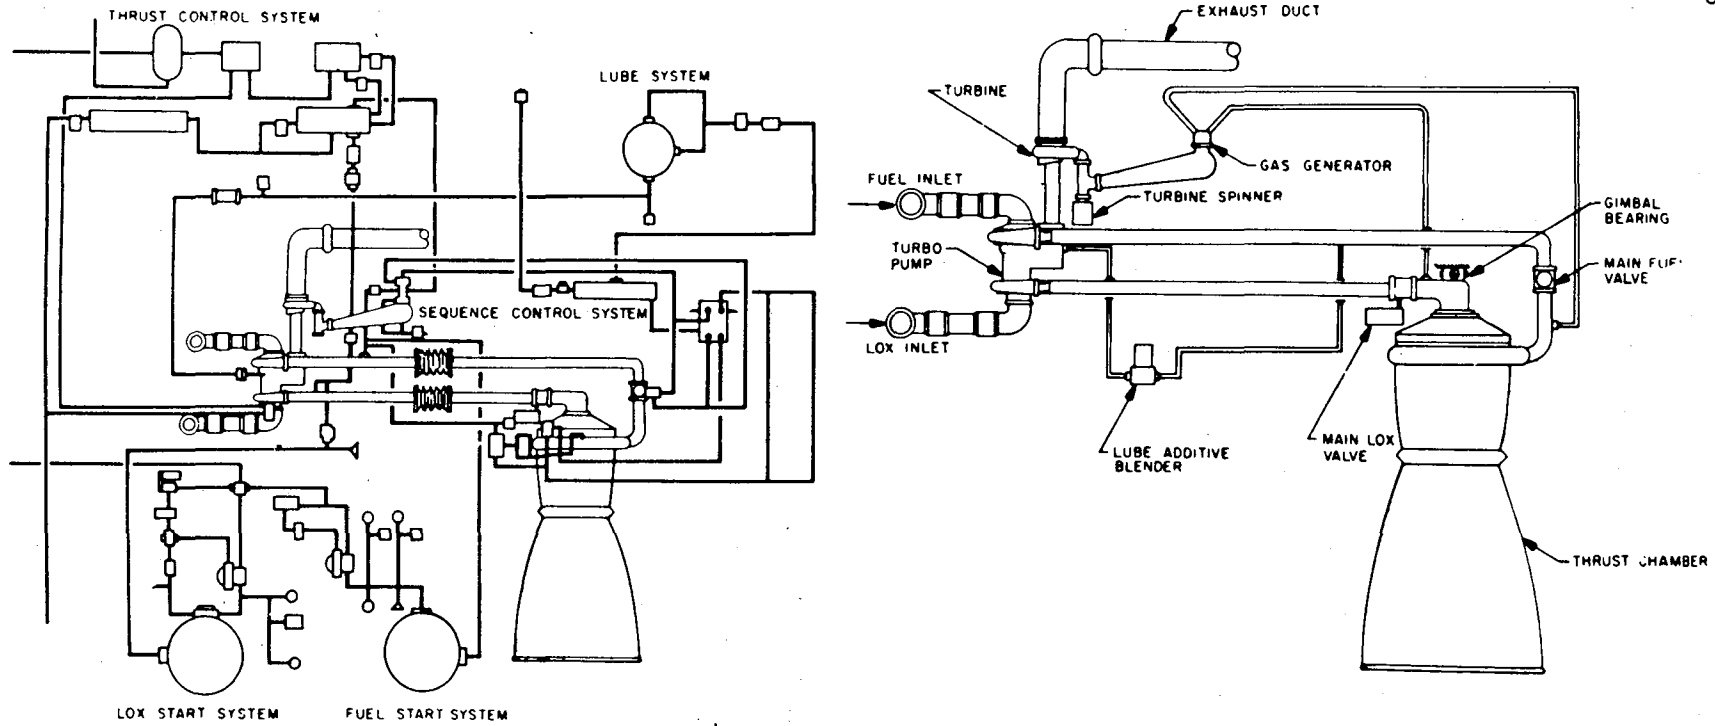 THRUST CONTROL SYSTEM
LUBE SYSTEM
SEQUENCE CONTROL SYSTEM
LOX START SYSTEM
FUEL START SYSTEM
EXHAUST DUCT
TURBINE
GAS GENERATOR
FUEL INLET
TURBINE SPINNER
GIMBAL
BEARING
TURBO
PUMP
MAIN FUEL
VALVE
LOX INLET
LUBE ADDITIVE
BLENDER
MAIN LOX
VALVE
THRUST CHAMBER